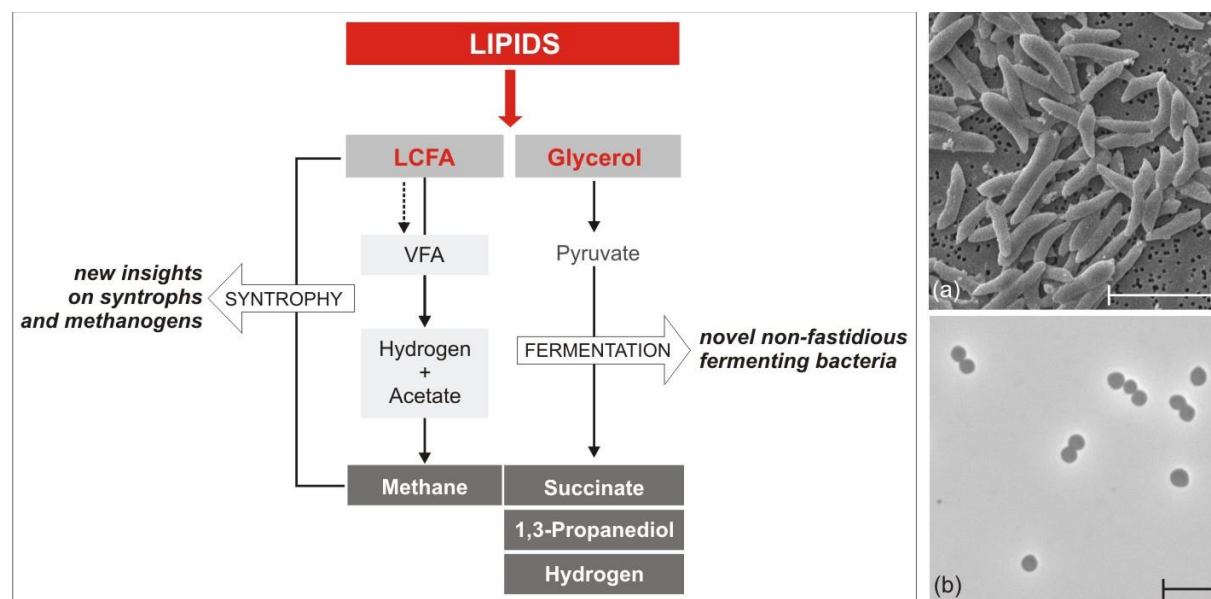 LIPIDS
LCFA
Glycerol
VFA
Pyruvate
new insights
on syntrophs
and methanogens
SYNTROPHY
FERMENTATION
novel non-fastidious
fermenting bacteria
Hydrogen
+
Acetate
Methane
Succinate
1,3-Propanediol
Hydrogen
(a)
(b)